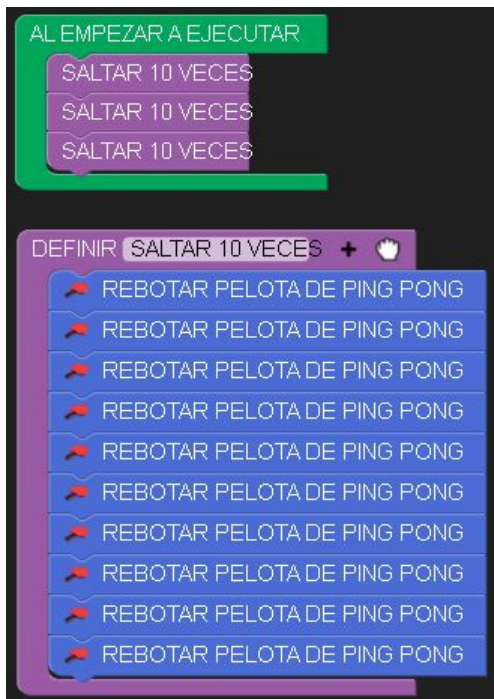 AL EMPEZAR A EJECUTAR
SALTAR 10 VECES
SALTAR 10 VECES
SALTAR 10 VECES
DEFINIR SALTAR 10 VECES +
REBOTAR PELOTA DE PING PONG
REBOTAR PELOTA DE PING PONG
REBOTAR PELOTA DE PING PONG
REBOTAR PELOTA DE PING PONG
REBOTAR PELOTA DE PING PONG
REBOTAR PELOTA DE PING PONG
REBOTAR PELOTA DE PING PONG
REBOTAR PELOTA DE PING PONG
REBOTAR PELOTA DE PING PONG
REBOTAR PELOTA DE PING PONG